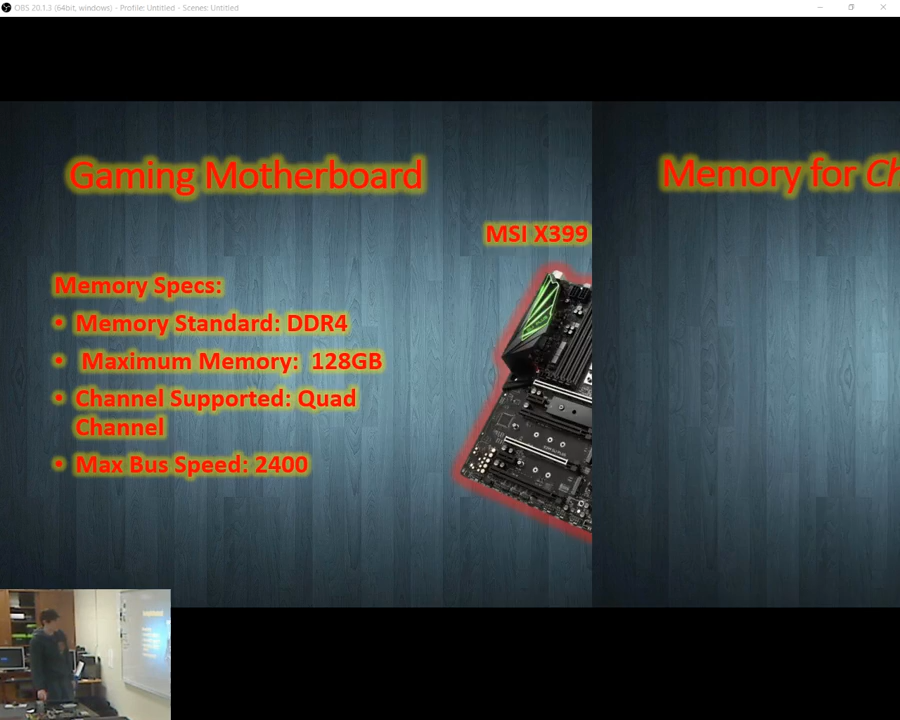 OBS 20.1.3 (64bit, windows) - Profile: Untitled - Scenes: Untitled
Gaming Motherboard
Memory for Ch
MSI X399
Memory Specs:
• Memory Standard: DDR4
• Maximum Memory: 128GB
• Channel Supported: Quad
Channel
• Max Bus Speed: 2400